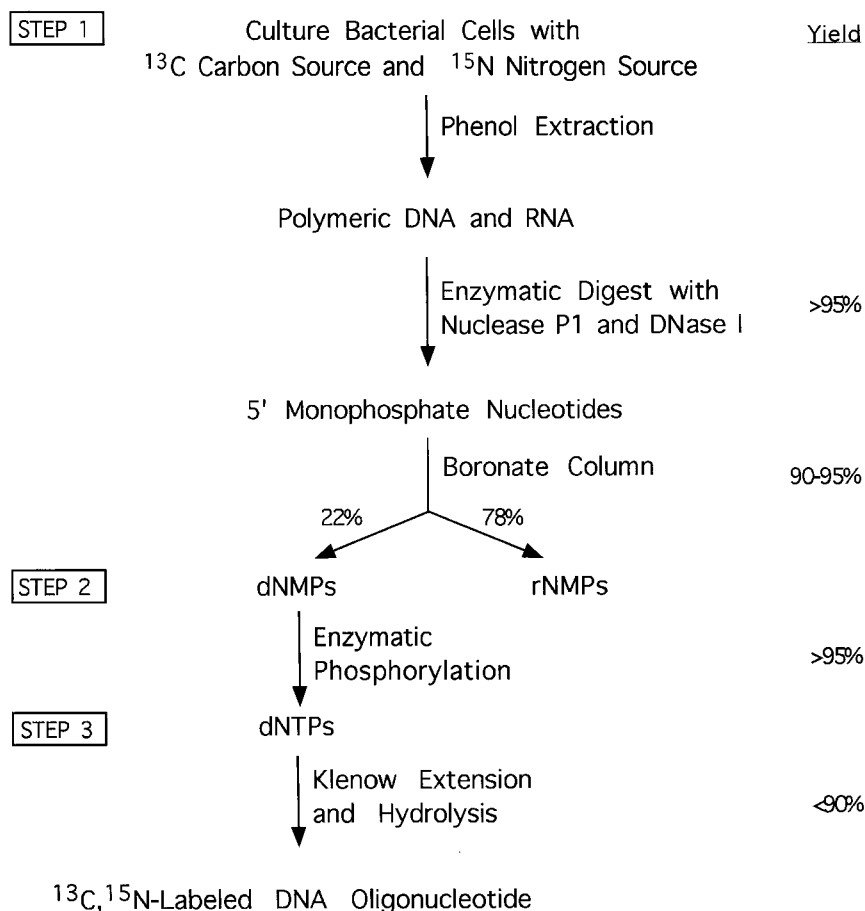 STEP 1
Culture Bacterial Cells with
¹³C Carbon Source and ¹⁵N Nitrogen Source
Yield
Phenol Extraction
Polymeric DNA and RNA
Enzymatic Digest with
Nuclease P1 and DNase I
>95%
5' Monophosphate Nucleotides
Boronate Column
90-95%
22%
78%
STEP 2
dNMPs
rNMPs
Enzymatic
Phosphorylation
>95%
STEP 3
dNTPs
Klenow Extension
and Hydrolysis
<90%
¹³C,¹⁵N-Labeled DNA Oligonucleotide